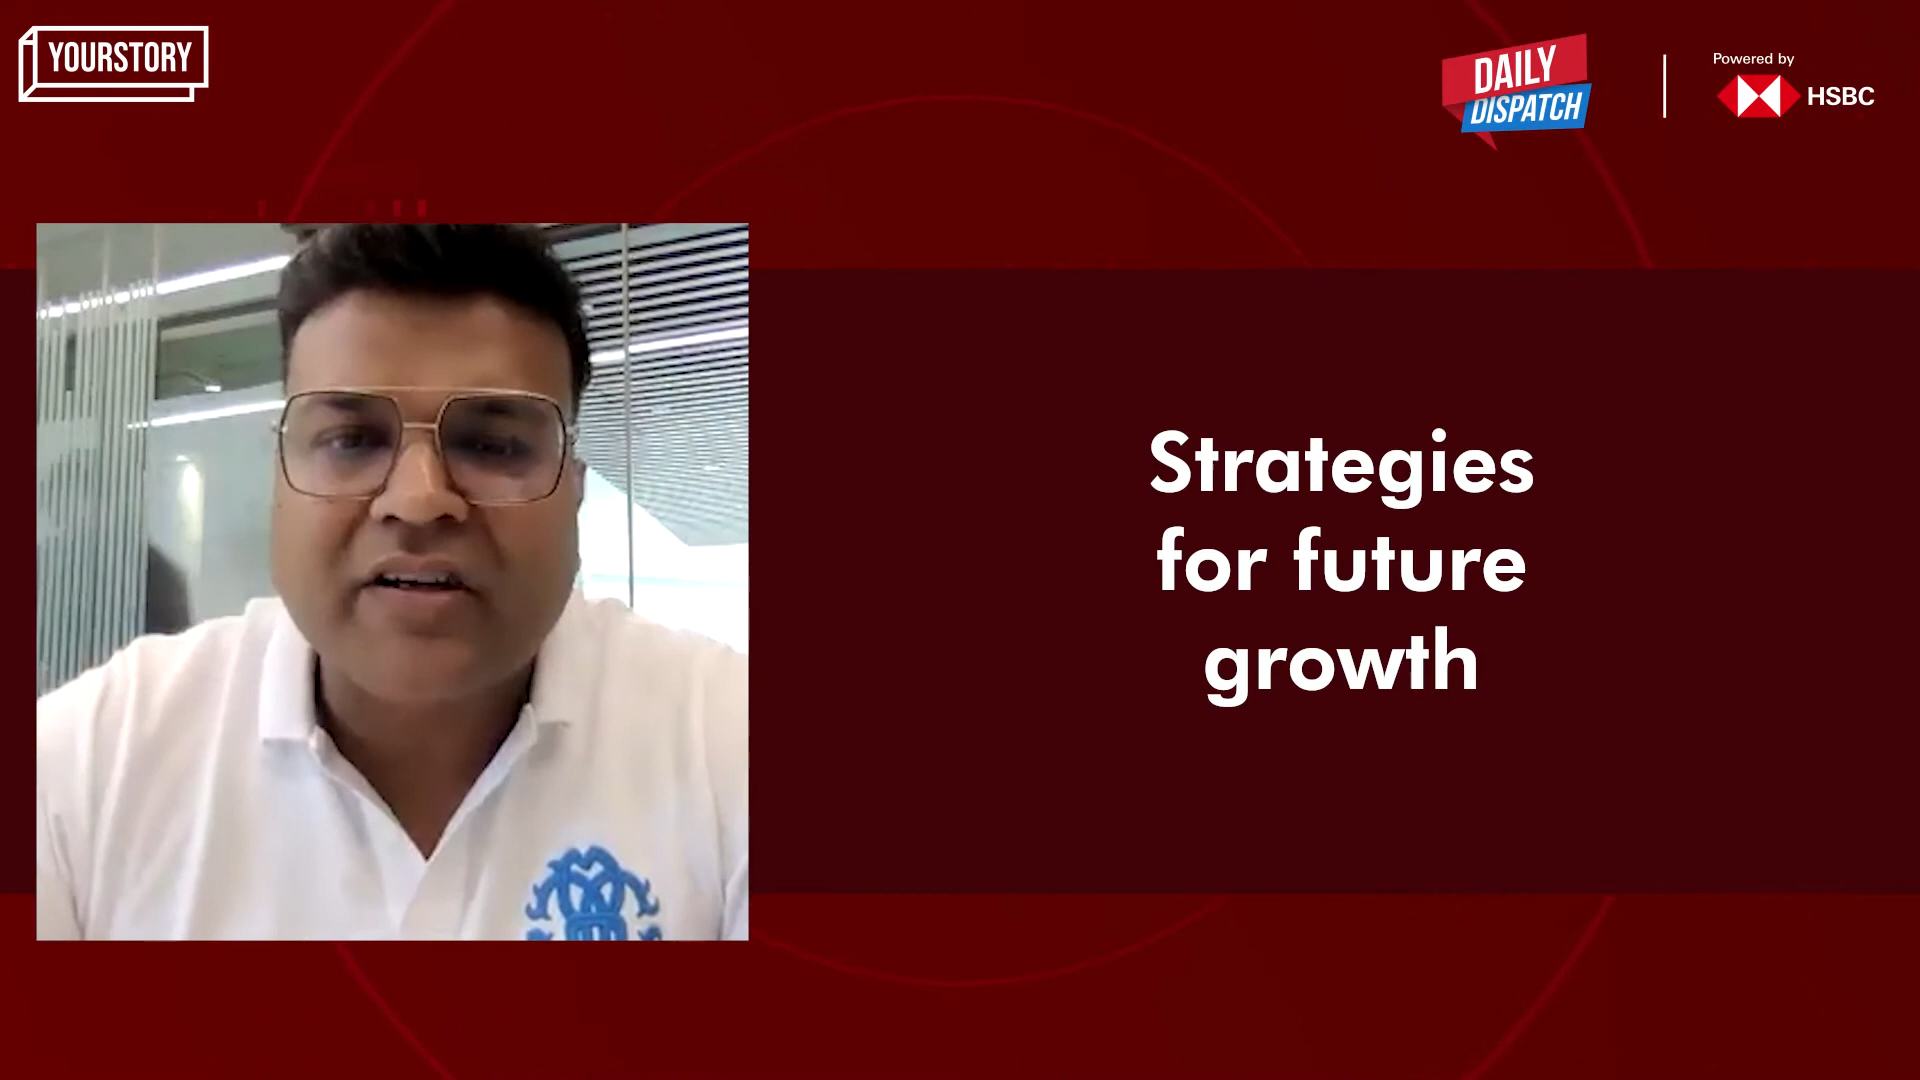 YOURSTORY
DAILY
DISPATCH
Powered by
HSBC
Strategies
for future
growth